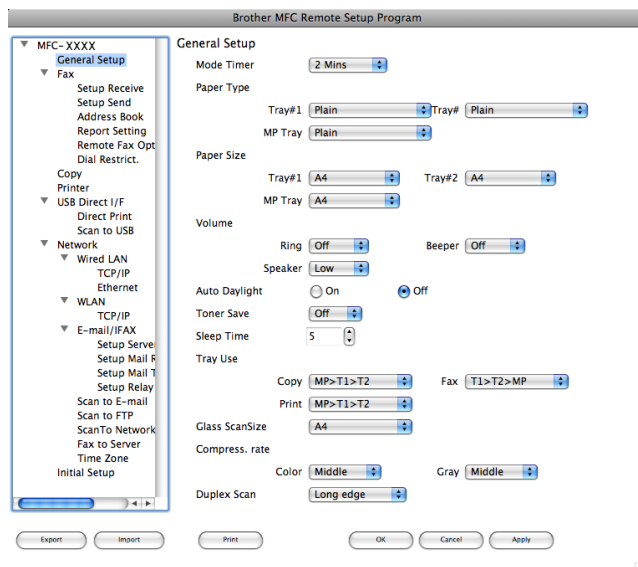 Brother MFC Remote Setup Program
MFC-XXXX
General Setup
Fax
Setup Receive
Setup Send
Address Book
Report Setting
Remote Fax Opt
Dial Restrict.
Copy
Printer
USB Direct I/F
Direct Print
Scan to USB
Network
Wired LAN
TCP/IP
Ethernet
WLAN
TCP/IP
E-mail/IFAX
Setup Server
Setup Mail R
Setup Mail T
Setup Relay
Scan to E-mail
Scan to FTP
ScanTo Network
Fax to Server
Time Zone
Initial Setup
General Setup
Mode Timer 2 Mins
Paper Type
Tray#1 Plain Tray# Plain
MP Tray Plain
Paper Size
Tray#1 A4 Tray#2 A4
MP Tray A4
Volume
Ring Off Beeper Off
Speaker Low
Auto Daylight On Off
Toner Save Off
Sleep Time 5
Tray Use
Copy MP>T1>T2 Fax T1>T2>MP
Print MP>T1>T2
Glass ScanSize A4
Compress. rate
Color Middle Gray Middle
Duplex Scan Long edge
Export Import Print OK Cancel Apply